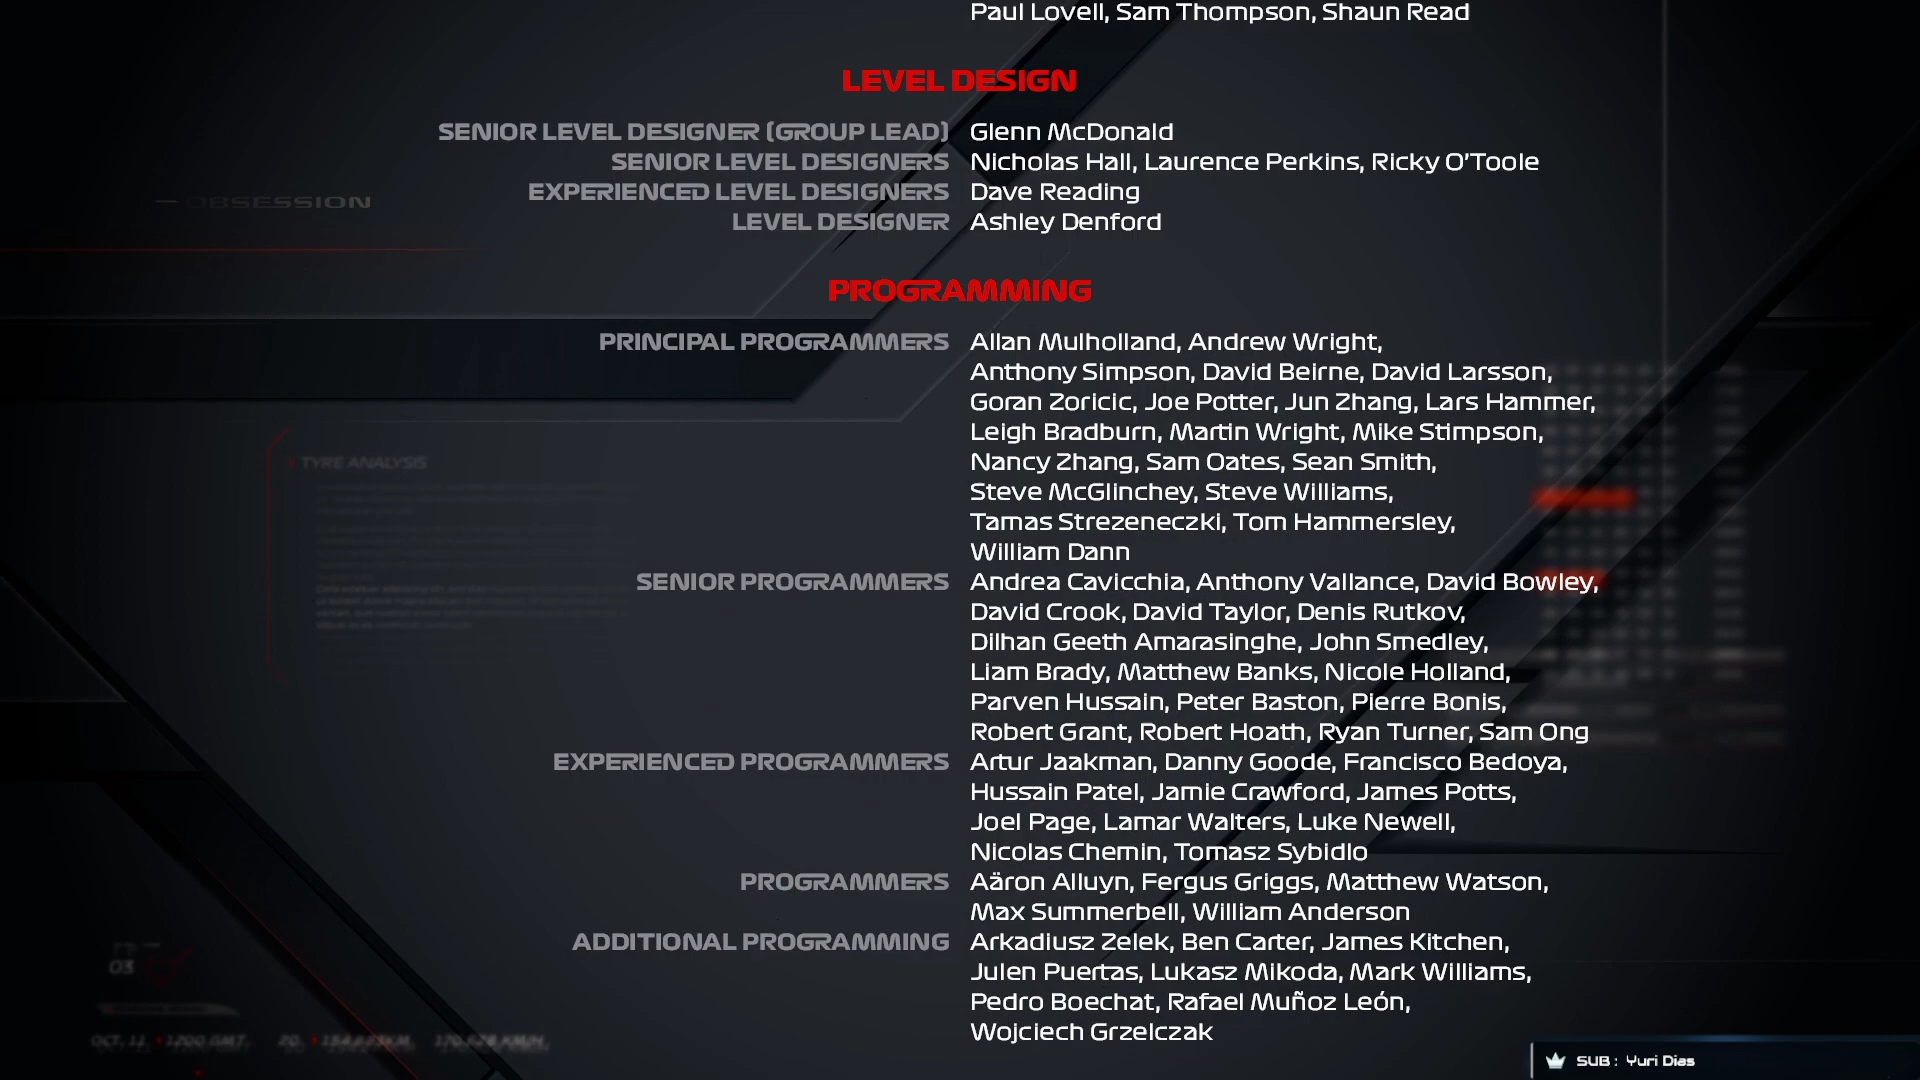 Paul Lovell, Sam Thompson, Shaun Read
LEVEL DESIGN
SENIOR LEVEL DESIGNER (GROUP LEAD) Glenn McDonald
SENIOR LEVEL DESIGNERS Nicholas Hall, Laurence Perkins, Ricky O'Toole
EXPERIENCED LEVEL DESIGNERS Dave Reading
LEVEL DESIGNER Ashley Denford
OBSESSION
PROGRAMMING
PRINCIPAL PROGRAMMERS Allan Mulholland, Andrew Wright,
Anthony Simpson, David Beirne, David Larsson,
Goran Zoricic, Joe Potter, Jun Zhang, Lars Hammer,
Leigh Bradburn, Martin Wright, Mike Stimpson,
Nancy Zhang, Sam Oates, Sean Smith,
Steve McGlinchey, Steve Williams,
Tamas Strezeneczki, Tom Hammersley,
William Dann
TYRE ANALYSIS
SENIOR PROGRAMMERS Andrea Cavicchia, Anthony Vallance, David Bowley,
David Crook, David Taylor, Denis Rutkov,
Dilhan Geeth Amarasinghe, John Smedley,
Liam Brady, Matthew Banks, Nicole Holland,
Parven Hussain, Peter Baston, Pierre Bonis,
Robert Grant, Robert Hoath, Ryan Turner, Sam Ong
EXPERIENCED PROGRAMMERS Artur Jaakman, Danny Goode, Francisco Bedoya,
Hussain Patel, Jamie Crawford, James Potts,
Joel Page, Lamar Walters, Luke Newell,
Nicolas Chemin, Tomasz Sybidlo
PROGRAMMERS Aäron Alluyn, Fergus Griggs, Matthew Watson,
Max Summerbell, William Anderson
ADDITIONAL PROGRAMMING Arkadiusz Zelek, Ben Carter, James Kitchen,
Julen Puertas, Lukasz Mikoda, Mark Williams,
Pedro Boechat, Rafael Muñoz León,
Wojciech Grzelczak
03
OCT. 11 1200 GMT. 20
SUB : Yuri Dias